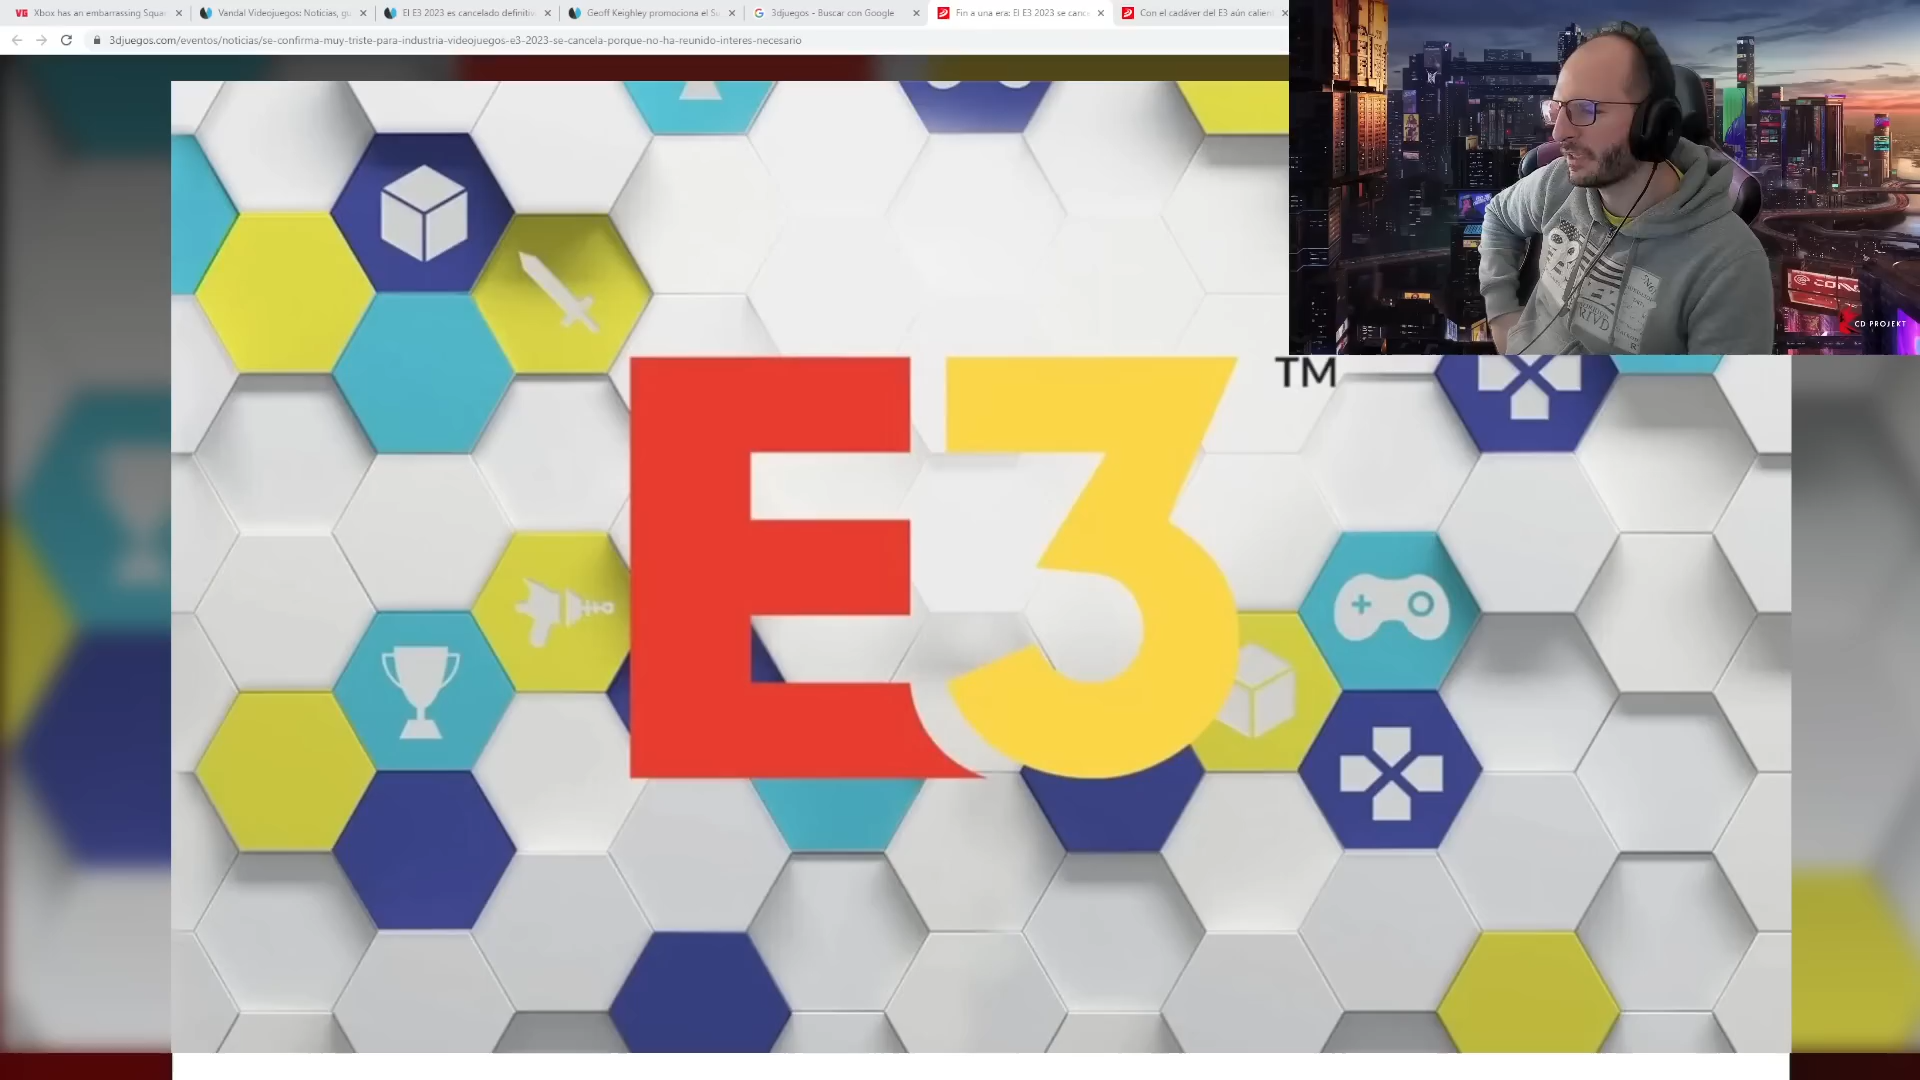 Xbox has an embarrassing Squar
Vandal Videojuegos: Noticias, gu
El E3 2023 es cancelado definitiv
Geoff Keighley promociona el Su
3djuegos - Buscar con Google
Fin a una era: El E3 2023 se canc
Con el cadáver del E3 aún calien
3djuegos.com/eventos/noticias/se-confirma-muy-triste-para-industria-videojuegos-e3-2023-se-cancela-porque-no-ha-reunido-interes-necesario
E3 TM
CD PROJEKT